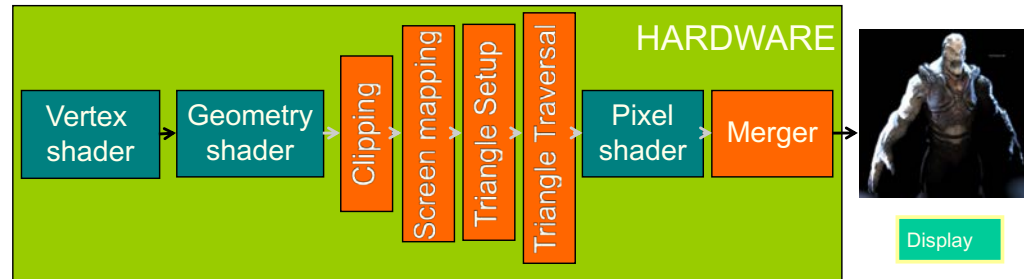 HARDWARE
Vertex
shader
Geometry
shader
Clipping
Screen mapping
Triangle Setup
Triangle Traversal
Pixel
shader
Merger
Display